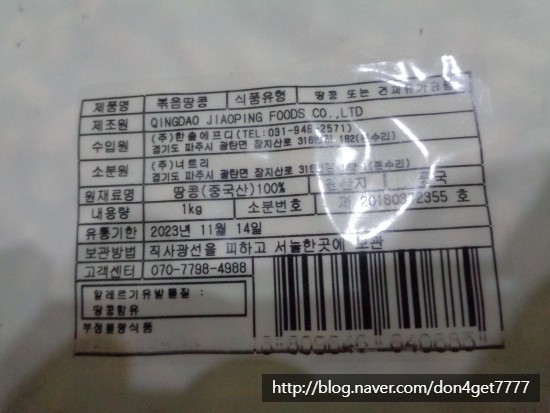 제품명 볶음땅콩 식품유형 땅콩 또는 견과류가공품
제조원 QINGDAO JIAOPING FOODS CO.,LTD
수입원 (주)한솔에프디(TEL:031-948-2571)
경기도 파주시 광탄면 장지산로
소분원 (주)너트리
경기도 파주시 광탄면 장지산로
원재료명 땅콩(중국산)100% 원산지 중국
내용량 1kg 소분번호 제 호
유통기한 2023년 11월 14일
보관방법 직사광선을 피하고 서늘한곳에 보관
고객센터 070-7798-4988
알레르기유발물질 :
땅콩함유
부정불량식품
http://blog.naver.com/don4get7777